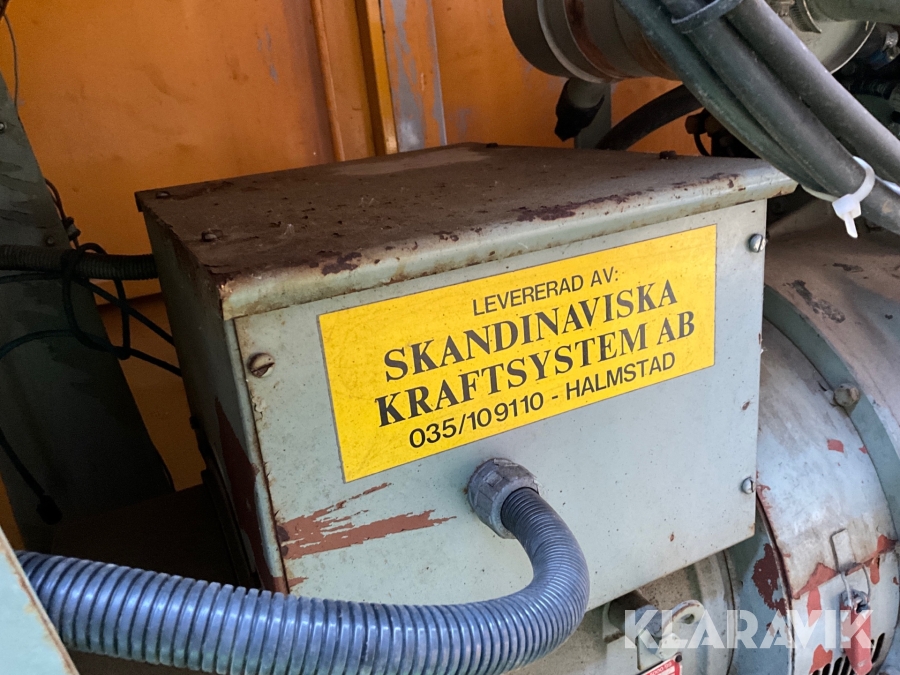 LEVERERAD AV:
SKANDINAVISKA
KRAFTSYSTEM AB
035/109110 - HALMSTAD
KLARAVIK